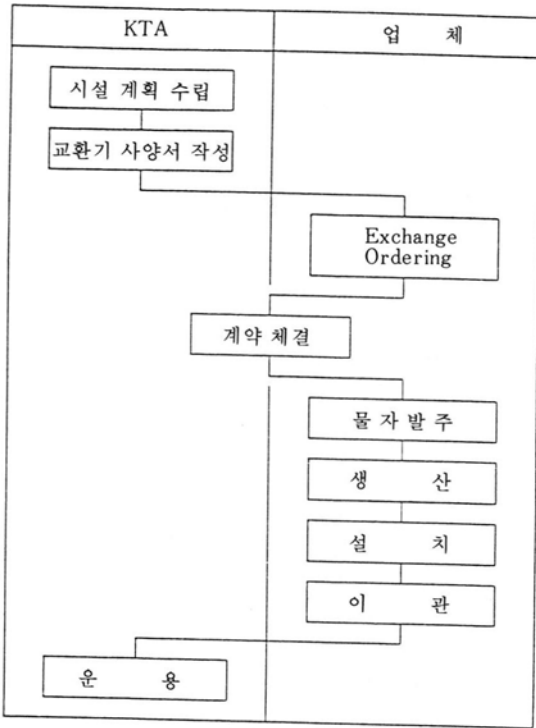 KTA
업 체
시설 계획 수립
교환기 사양서 작성
Exchange
Ordering
계약 체결
물 자 발 주
생 산
설 치
이 관
운 용